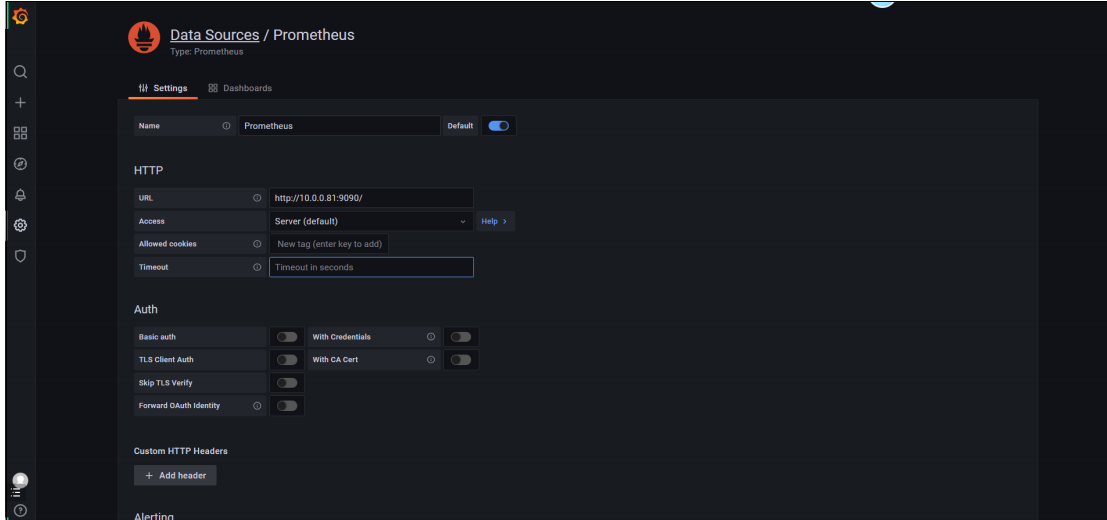 Data Sources / Prometheus
Type: Prometheus
Settings Dashboards
Name Prometheus Default
HTTP
URL http://10.0.0.81:9090/
Access Server (default) Help >
Allowed cookies New tag (enter key to add)
Timeout Timeout in seconds
Auth
Basic auth With Credentials
TLS Client Auth With CA Cert
Skip TLS Verify
Forward OAuth Identity
Custom HTTP Headers
+ Add header
Alerting